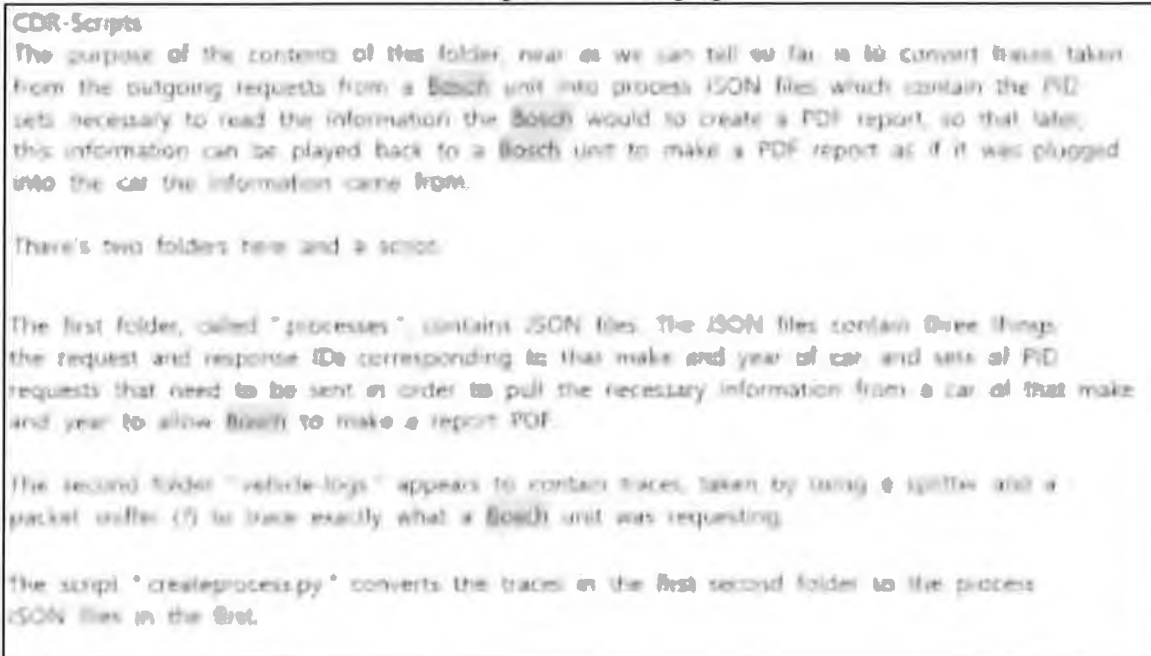 CDR-Scripts
The purpose of the contents of this folder, near as we can tell so far is to convert traces taken
from the outgoing requests from a Bosch unit into process JSON files which contain the PID
sets necessary to read the information the Bosch would to create a PDF report, so that later,
this information can be played back to a Bosch unit to make a PDF report as if it was plugged
into the car the information came from.
There's two folders here and a script.
The first folder, called "processes", contains JSON files. The JSON files contain three things
the request and response IDs corresponding to that make and year of car and sets of PID
requests that need to be sent in order to pull the necessary information from a car of that make
and year to allow Bosch to make a report PDF.
The second folder "vehicle-logs" appears to contain traces, taken by using a splitter and a
packet sniffer (?) to trace exactly what a Bosch unit was requesting.
The script "createprocess.py" converts the traces in the first second folder to the process
JSON files in the first.